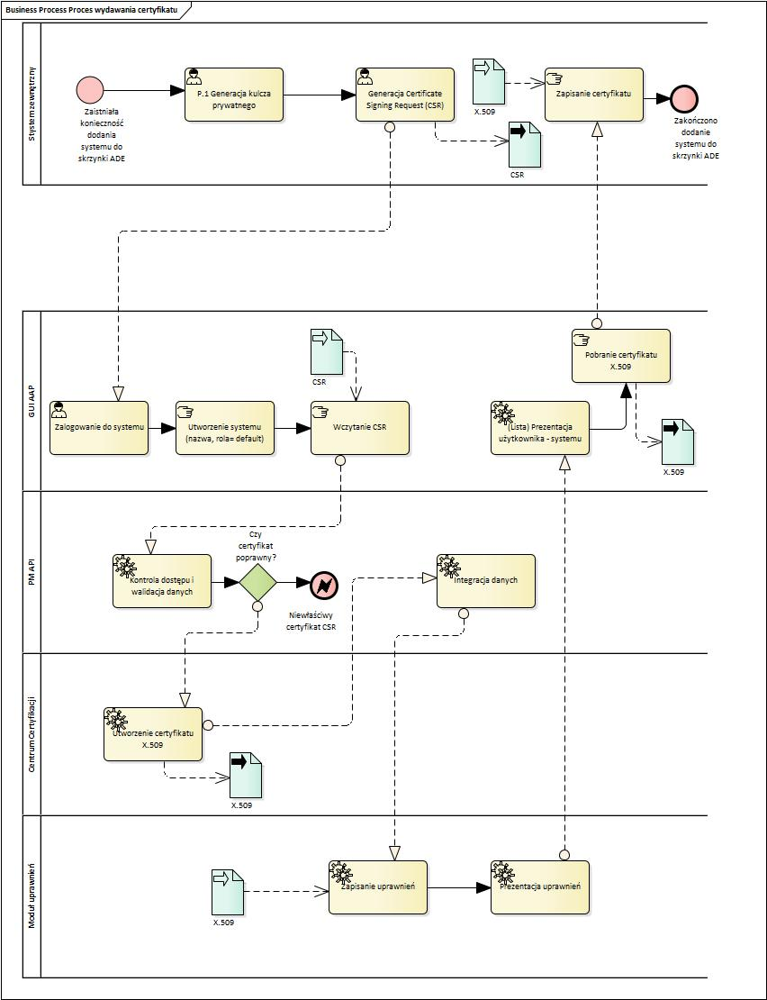 Business Process Proces wydawania certyfikatu
Stystem zewnętrzny
Zaistniała
konieczność
dodania
systemu do
skrzynki ADE
P.1 Generacja kulcza
prywatnego
Generacja Certificate
Signing Request (CSR)
X.509
CSR
Zapisanie certyfikatu
Zakończono
dodanie
systemu do
skrzynki ADE
GUI AAP
Zalogowanie do systemu
Utworzenie systemu
(nazwa, rola= default)
CSR
Wczytanie CSR
(Lista) Prezentacja
użytkownika - systemu
Pobranie certyfikatu
X.509
X.509
PM API
Kontrola dostępu i
walidacja danych
Czy
certyfikat
poprawny?
Niewłaściwy
certyfikat CSR
Integracja danych
Centrum Certyfikacji
Utworzenie certyfikatu
X.509
X.509
Moduł uprawnień
X.509
Zapisanie uprawnień
Prezentacja uprawnień